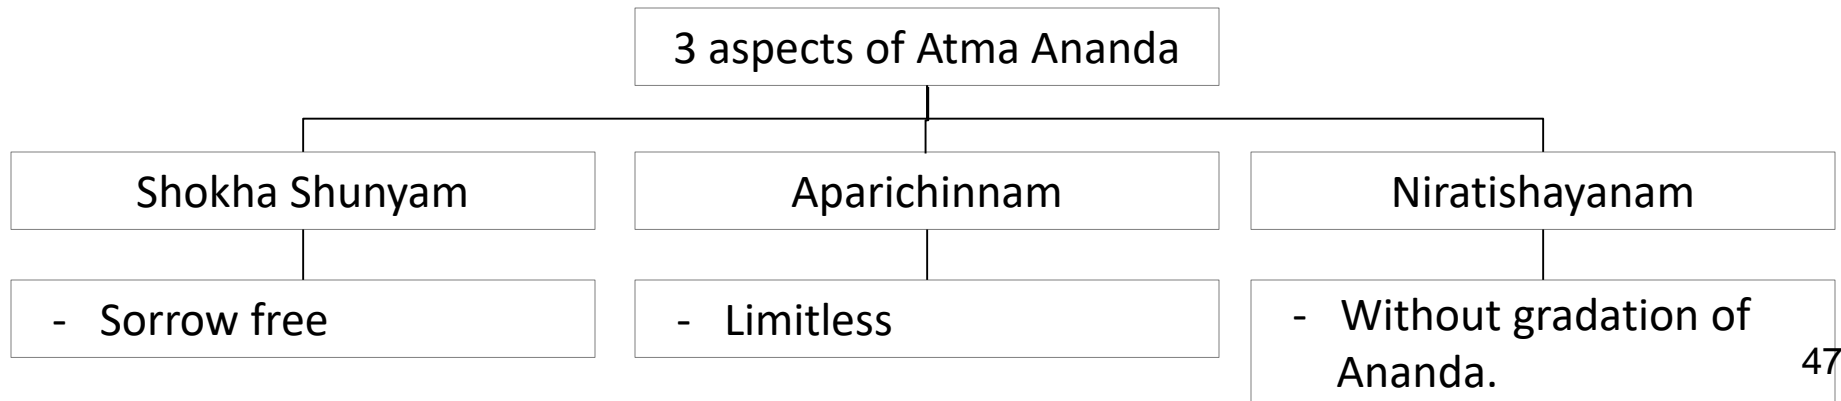 3 aspects of Atma Ananda
Shokha Shunyam
Aparichinnam
Niratishayanam
- Sorrow free
- Limitless
- Without gradation of
Ananda.
47